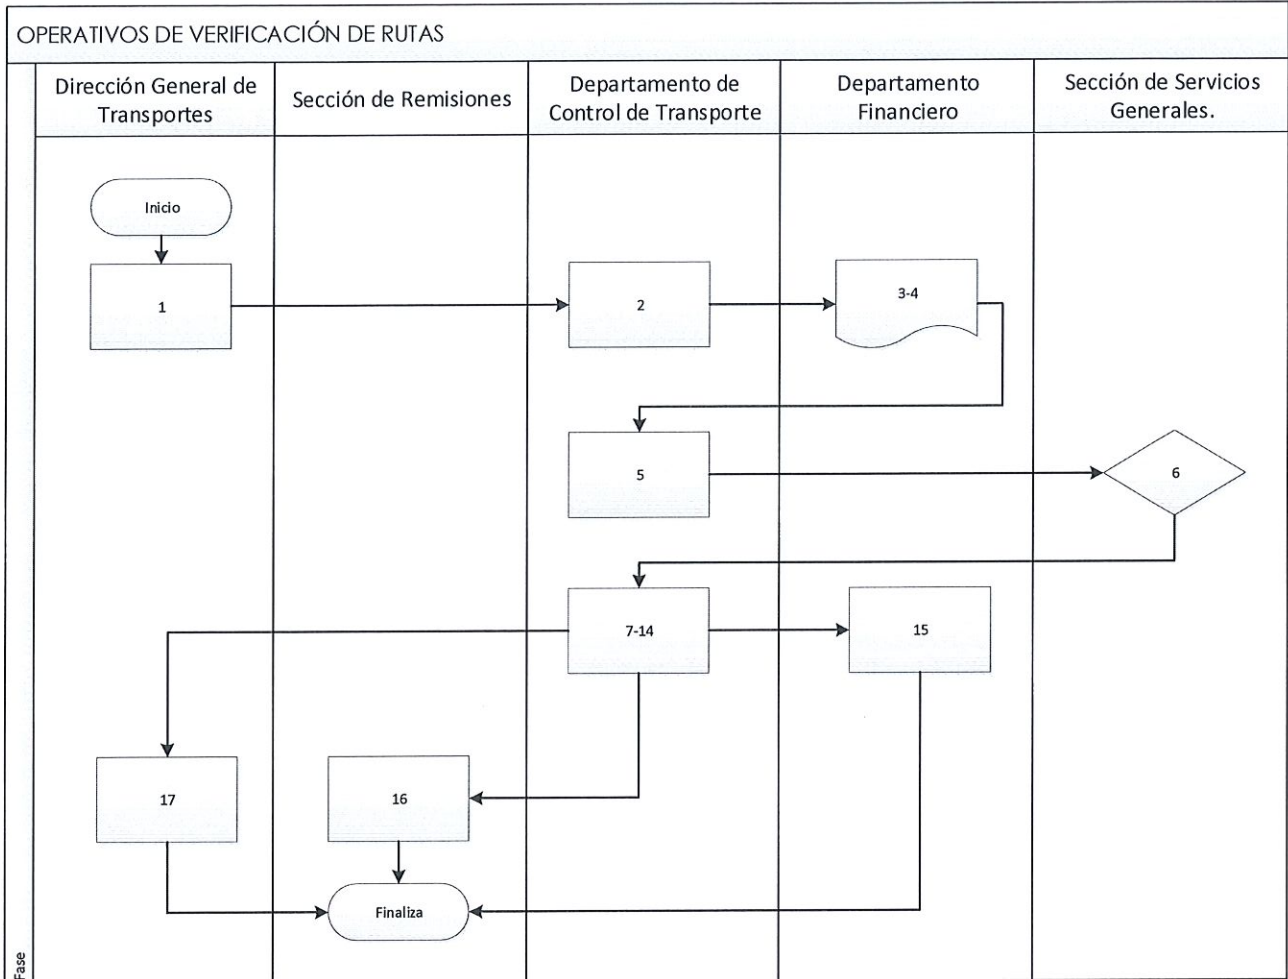 OPERATIVOS DE VERIFICACIÓN DE RUTAS
Dirección General de
Transportes
Sección de Remisiones
Departamento de
Control de Transporte
Departamento
Financiero
Sección de Servicios
Generales.
Inicio
1
2
3-4
5
6
7-14
15
17
16
Finaliza
Fase